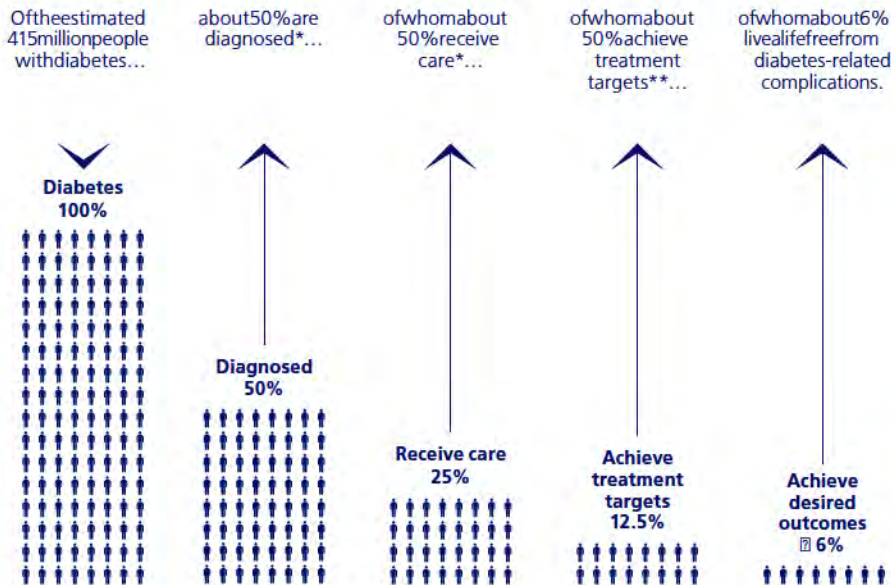 Oftheestimated
415millionpeople
withdiabetes…
about50%are
diagnosed*…
ofwhomabout
50%receive
care*…
ofwhomabout
50%achieve
treatment
targets**…
Ofwhomabout6%
livealifefreefrom
diabetes-related
complications.
Diabetes
100%
Diagnosed
50%
Receive care
25%
Achieve
treatment
targets
12.5%
Achieve
desired
outcomes
⍰ 6%